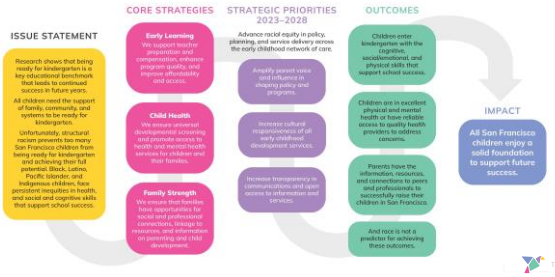 ISSUE STATEMENT
Research shows that being
ready for kindergarten is a
key educational benchmark
that leads to continued
success in future years.
All children need the support
of family, community, and
systems to be ready for
kindergarten.
Unfortunately, structural
racism prevents too many
San Francisco children from
being ready for kindergarten
and achieving their full
potential. Black, Latino,
Pacific Islander, and
Indigenous children, face
persistent inequities in health,
and social and cognitive skills
that support school success.
CORE STRATEGIES
Early Learning
We support teacher
preparation and
compensation, enhance
program quality, and
improve affordability
and access.
Child Health
We ensure universal
developmental screening
and promote access to
health and mental health
services for children and
their families.
Family Strength
We ensure that families
have opportunities for
social and professional
connections, linkage to
resources, and information
on parenting and child
development.
STRATEGIC PRIORITIES
2023–2028
Advance racial equity in policy,
planning, and service delivery across
the early childhood network of care.
Amplify parent voice
and influence in
shaping policy and
programs.
Increase cultural
responsiveness of all
early childhood
development services.
Increase transparency in
communications and open
access to information and
services.
OUTCOMES
Children enter
kindergarten with the
cognitive,
social/emotional, and
physical skills that
support school success.
Children are in excellent
physical and mental
health or have reliable
access to quality health
providers to address
concerns.
Parents have the
information, resources,
and connections to peers
and professionals to
successfully raise their
children in San Francisco.
And race is not a
predictor for achieving
these outcomes.
IMPACT
All San Francisco
children enjoy a
solid foundation
to support future
success.